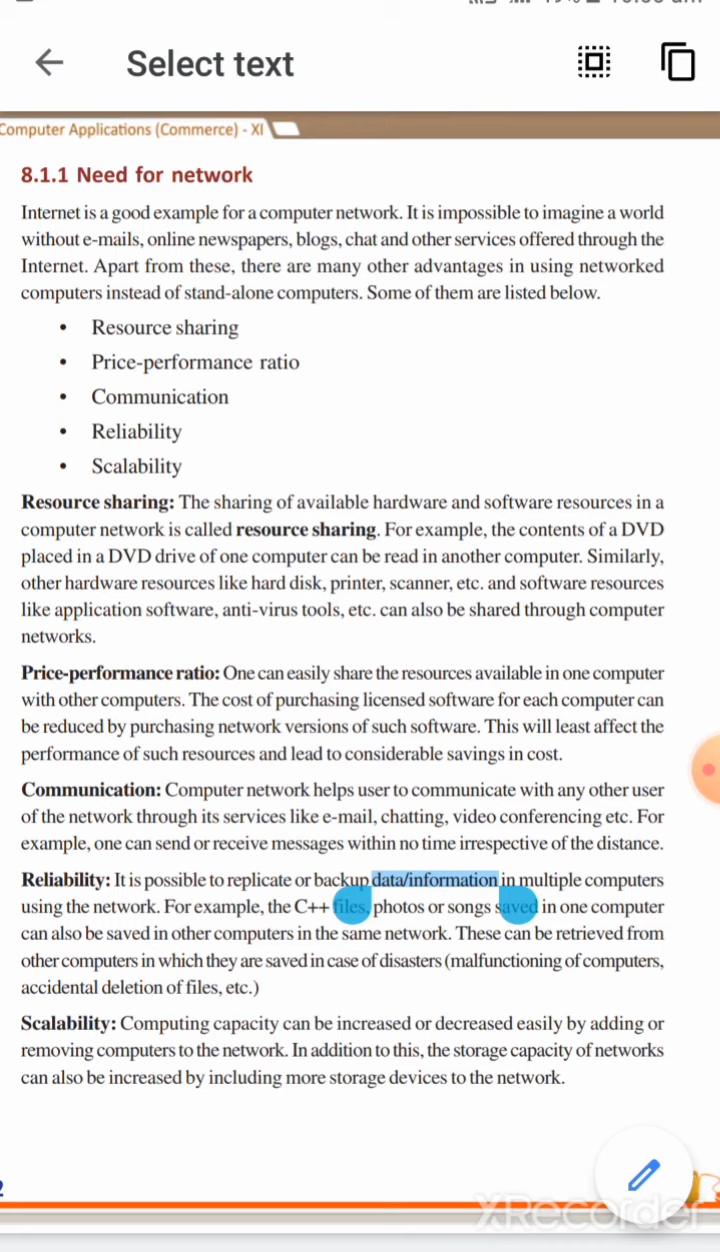 Select text
Computer Applications (Commerce) - XI
8.1.1 Need for network
Internet is a good example for a computer network. It is impossible to imagine a world
without e-mails, online newspapers, blogs, chat and other services offered through the
Internet. Apart from these, there are many other advantages in using networked
computers instead of stand-alone computers. Some of them are listed below.
• Resource sharing
• Price-performance ratio
• Communication
• Reliability
• Scalability
Resource sharing: The sharing of available hardware and software resources in a
computer network is called resource sharing. For example, the contents of a DVD
placed in a DVD drive of one computer can be read in another computer. Similarly,
other hardware resources like hard disk, printer, scanner, etc. and software resources
like application software, anti-virus tools, etc. can also be shared through computer
networks.
Price-performance ratio: One can easily share the resources available in one computer
with other computers. The cost of purchasing licensed software for each computer can
be reduced by purchasing network versions of such software. This will least affect the
performance of such resources and lead to considerable savings in cost.
Communication: Computer network helps user to communicate with any other user
of the network through its services like e-mail, chatting, video conferencing etc. For
example, one can send or receive messages within no time irrespective of the distance.
Reliability: It is possible to replicate or backup data/information in multiple computers
using the network. For example, the C++ files, photos or songs saved in one computer
can also be saved in other computers in the same network. These can be retrieved from
other computers in which they are saved in case of disasters (malfunctioning of computers,
accidental deletion of files, etc.)
Scalability: Computing capacity can be increased or decreased easily by adding or
removing computers to the network. In addition to this, the storage capacity of networks
can also be increased by including more storage devices to the network.
XRecorder